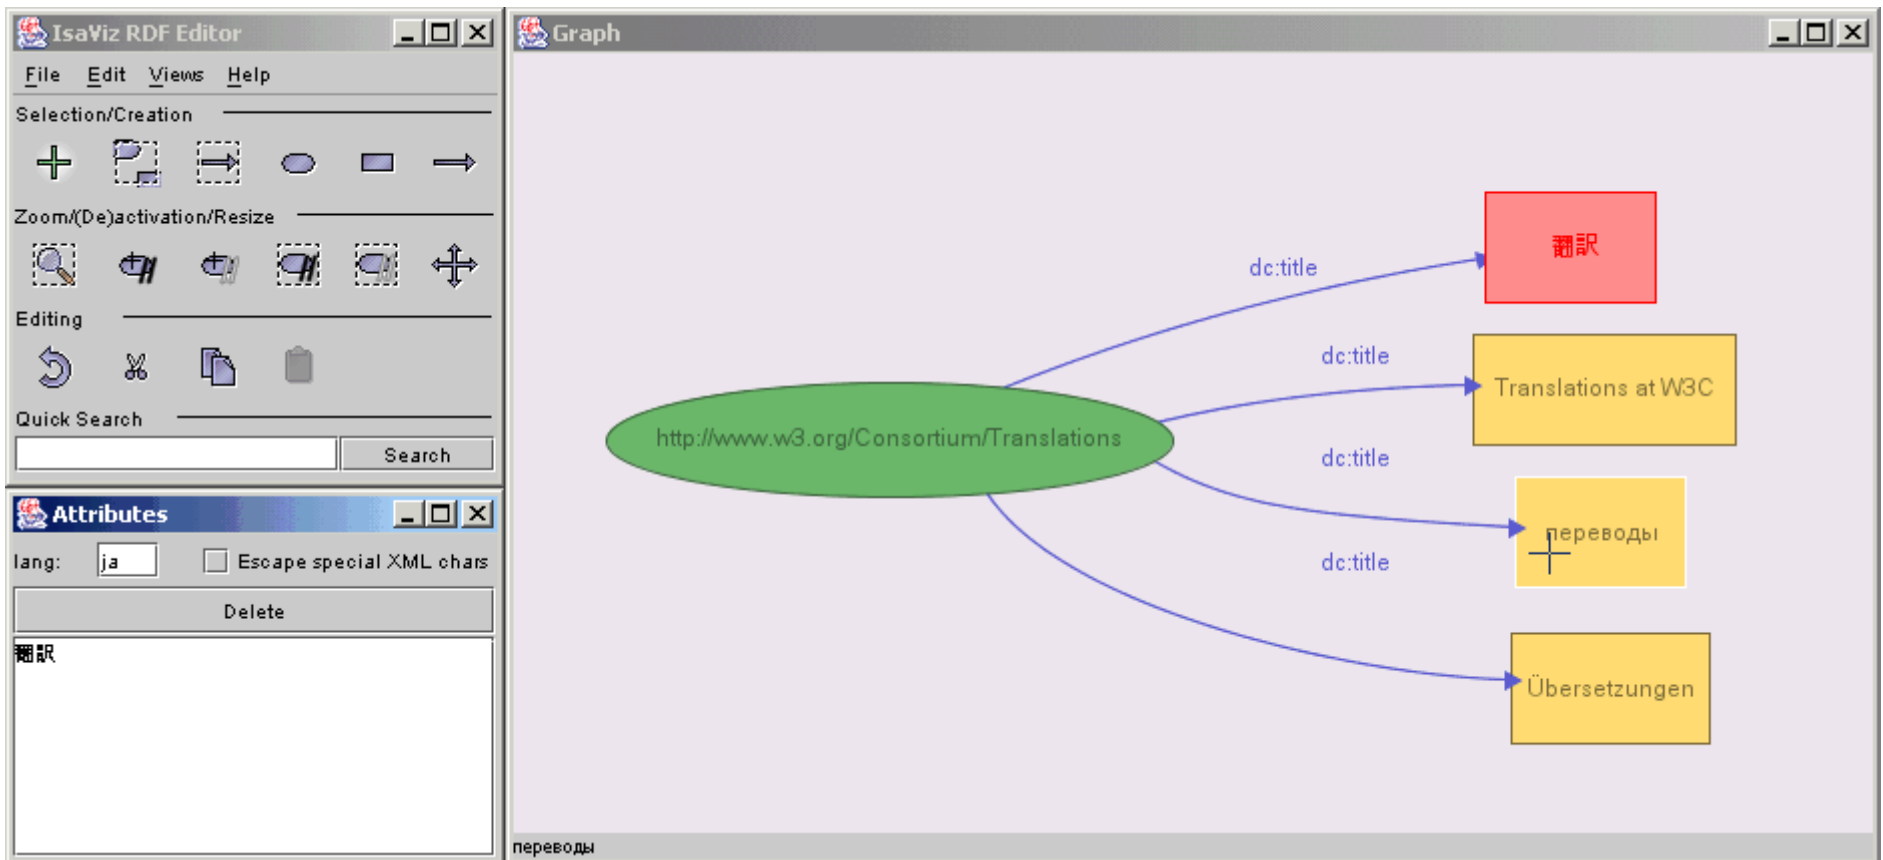 IsaViz RDF Editor
File Edit Views Help
Selection/Creation
Zoom/(De)activation/Resize
Editing
Quick Search
Search
Attributes
lang: ja Escape special XML chars
Delete
翻訳
Graph
dc:title
翻訳
dc:title
Translations at W3C
http://www.w3.org/Consortium/Translations
dc:title
переводы
dc:title
Übersetzungen
переводы